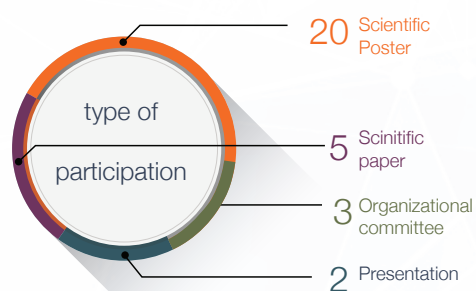 20 Scientific
Poster
type of
participation
5 Scinitific
paper
3 Organizational
committee
2 Presentation